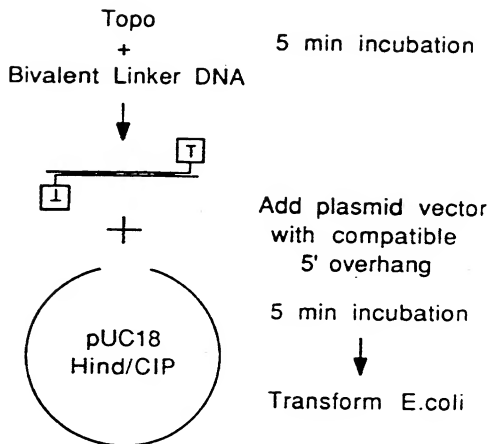 Topo
+
Bivalent Linker DNA
5 min incubation
T
T
+
Add plasmid vector
with compatible
5' overhang
pUC18
Hind/CIP
5 min incubation
Transform E.coli